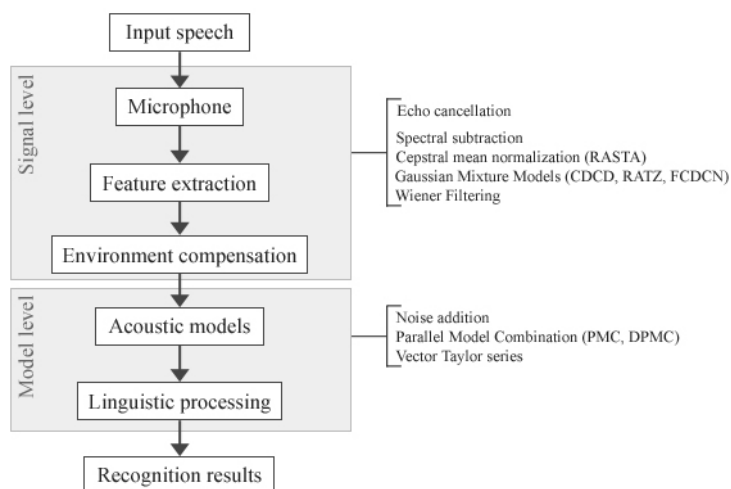 Input speech
Signal level
Microphone
Feature extraction
Environment compensation
Echo cancellation
Spectral subtraction
Cepstral mean normalization (RASTA)
Gaussian Mixture Models (CDCD, RATZ, FCDCN)
Wiener Filtering
Model level
Acoustic models
Linguistic processing
Noise addition
Parallel Model Combination (PMC, DPMC)
Vector Taylor series
Recognition results